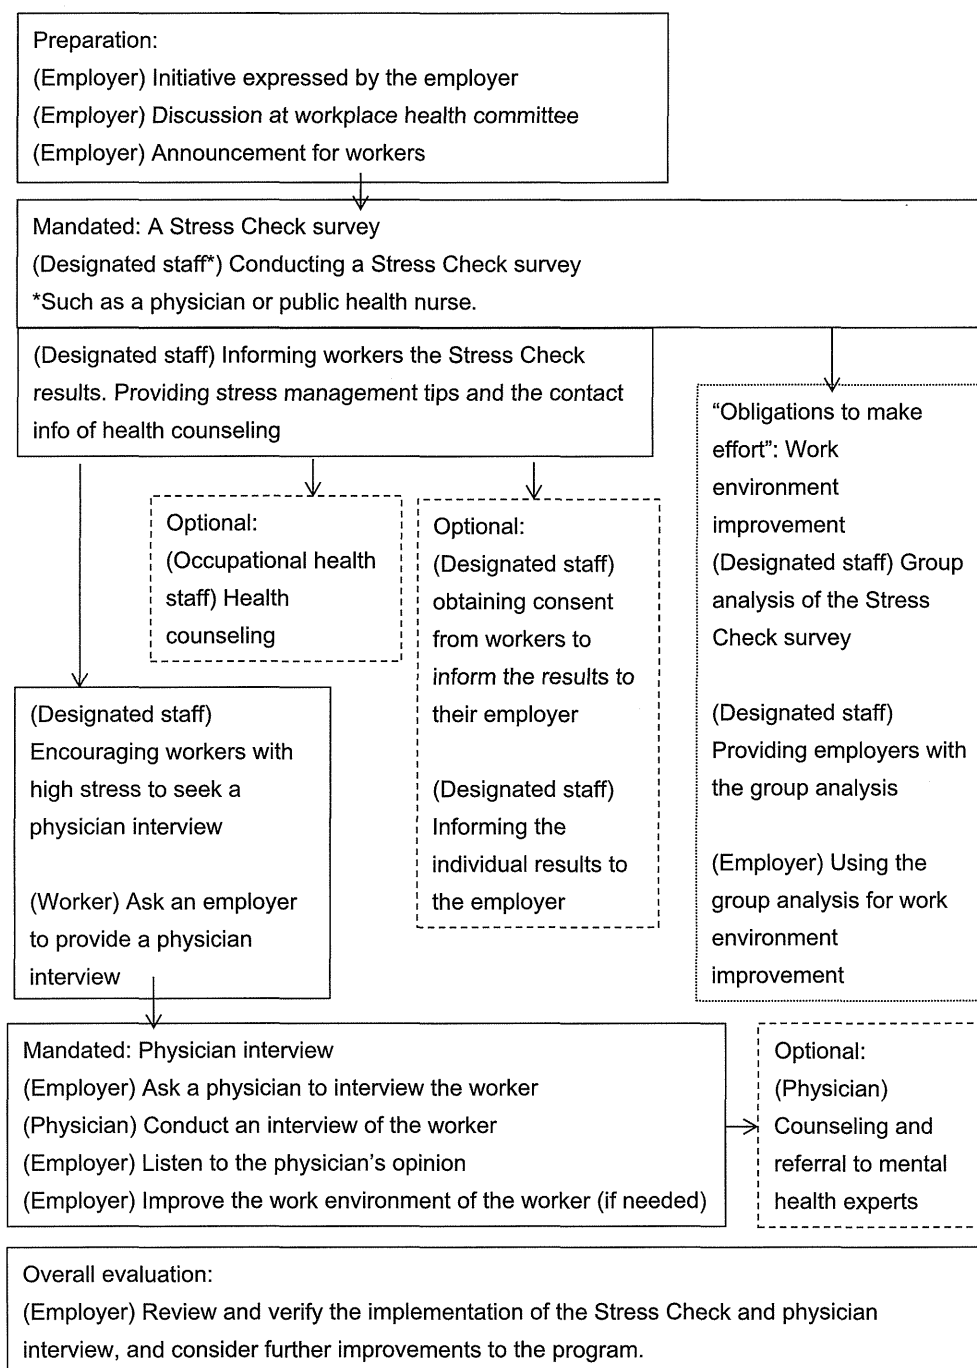 Preparation:
(Employer) Initiative expressed by the employer
(Employer) Discussion at workplace health committee
(Employer) Announcement for workers
Mandated: A Stress Check survey
(Designated staff*) Conducting a Stress Check survey
*Such as a physician or public health nurse.
(Designated staff) Informing workers the Stress Check
results. Providing stress management tips and the contact
info of health counseling
Optional:
(Occupational health
staff) Health
counseling
Optional:
(Designated staff)
obtaining consent
from workers to
inform the results to
their employer
(Designated staff)
Informing the
individual results to
the employer
“Obligations to make
effort”: Work
environment
improvement
(Designated staff) Group
analysis of the Stress
Check survey
(Designated staff)
Providing employers with
the group analysis
(Employer) Using the
group analysis for work
environment
improvement
(Designated staff)
Encouraging workers with
high stress to seek a
physician interview
(Worker) Ask an employer
to provide a physician
interview
Mandated: Physician interview
(Employer) Ask a physician to interview the worker
(Physician) Conduct an interview of the worker
(Employer) Listen to the physician’s opinion
(Employer) Improve the work environment of the worker (if needed)
Optional:
(Physician)
Counseling and
referral to mental
health experts
Overall evaluation:
(Employer) Review and verify the implementation of the Stress Check and physician
interview, and consider further improvements to the program.